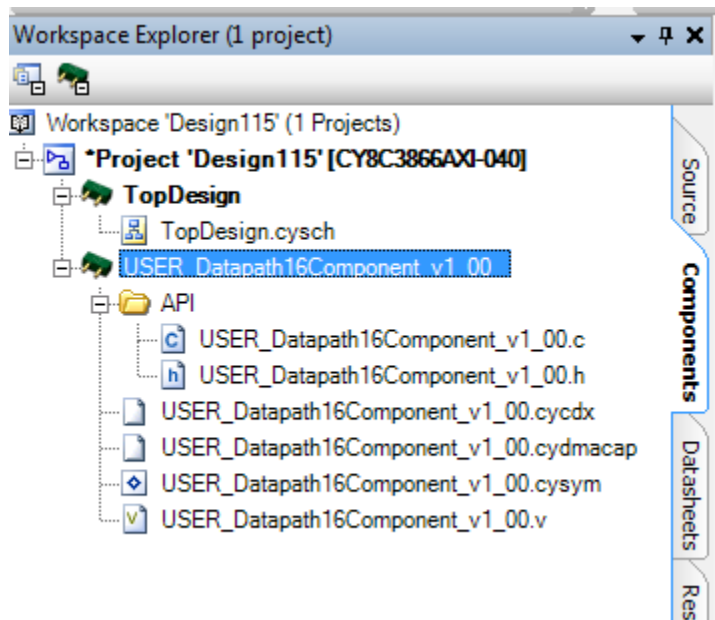 Workspace Explorer (1 project)
Workspace 'Design115' (1 Projects)
*Project 'Design115' [CY8C3866AXI-040]
TopDesign
TopDesign.cysch
USER_Datapath16Component_v1_00
API
USER_Datapath16Component_v1_00.c
USER_Datapath16Component_v1_00.h
USER_Datapath16Component_v1_00.cycdx
USER_Datapath16Component_v1_00.cydmacap
USER_Datapath16Component_v1_00.cysym
USER_Datapath16Component_v1_00.v
Source
Components
Datasheets
Res